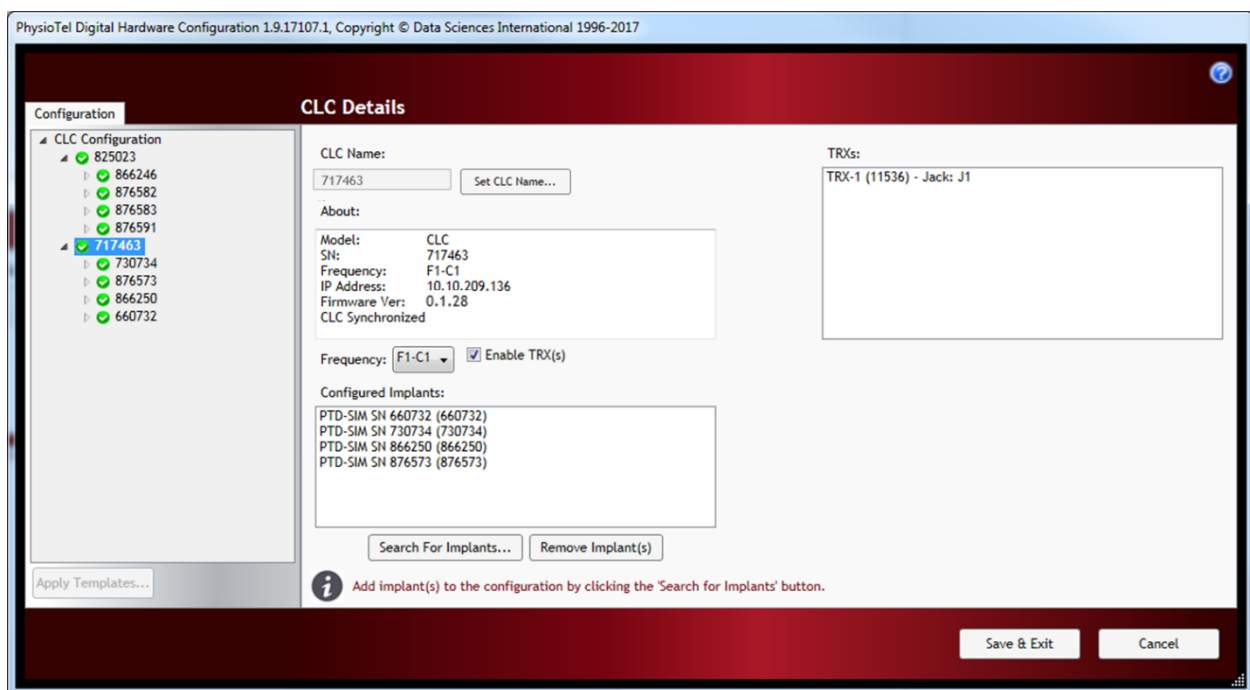 PhysioTel Digital Hardware Configuration 1.9.17107.1, Copyright © Data Sciences International 1996-2017
Configuration
CLC Details
CLC Configuration
825023
866246
876582
876583
876591
717463
730734
876573
866250
660732
Apply Templates...
CLC Name:
717463
Set CLC Name...
About:
Model: CLC
SN: 717463
Frequency: F1-C1
IP Address: 10.10.209.136
Firmware Ver: 0.1.28
CLC Synchronized
Frequency: F1-C1 Enable TRX(s)
Configured Implants:
PTD-SIM SN 660732 (660732)
PTD-SIM SN 730734 (730734)
PTD-SIM SN 866250 (866250)
PTD-SIM SN 876573 (876573)
Search For Implants... Remove Implant(s)
Add implant(s) to the configuration by clicking the 'Search for Implants' button.
TRXs:
TRX-1 (11536) - Jack: J1
Save & Exit Cancel